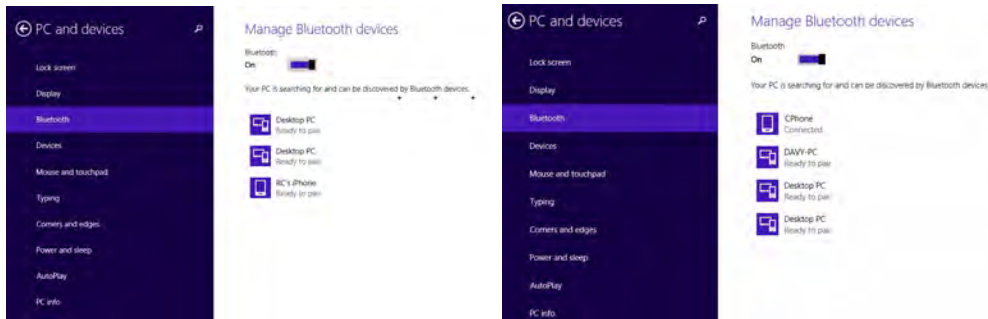 PC and devices
Lock screen
Display
Bluetooth
Devices
Mouse and touchpad
Typing
Corners and edges
Power and sleep
AutoPlay
PC info
Manage Bluetooth devices
Bluetooth
On
Your PC is searching for and can be discovered by Bluetooth devices.
Desktop PC
Ready to pair
Desktop PC
Ready to pair
RC's iPhone
Ready to pair
PC and devices
Lock screen
Display
Bluetooth
Devices
Mouse and touchpad
Typing
Corners and edges
Power and sleep
AutoPlay
PC info
Manage Bluetooth devices
Bluetooth
On
Your PC is searching for and can be discovered by Bluetooth devices
CPhone
Connected
DAVY-PC
Ready to pair
Desktop PC
Ready to pair
Desktop PC
Ready to pair